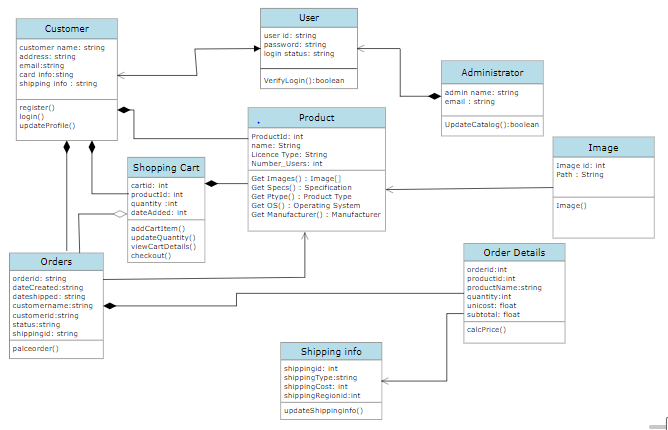 Customer
customer name: string
address: string
email:string
card info:sting
shipping info : string
register()
login()
updateProfile()
User
user id: string
password: string
login status: string
VerifyLogin():boolean
Administrator
admin name: string
email : string
UpdateCatalog():boolean
Product
ProductId: int
name: String
Licence Type: String
Number_Users: int
Get Images() : Image[]
Get Specs() : Specification
Get Ptype() : Product Type
Get OS() : Operating System
Get Manufacturer() : Manufacturer
Image
Image id: int
Path : String
Image()
Shopping Cart
cartid: int
productId: int
quantity :int
dateAdded: int
addCartItem()
updateQuantity()
viewCartDetails()
checkout()
Orders
orderid: string
dateCreated:string
dateshipped: string
customername:string
customerid:string
status:string
shippingid: string
palceorder()
Order Details
orderid:int
productid:int
productName:string
quantity:int
unicost: float
subtotal: float
calcPrice()
Shipping info
shippingid: int
shippingType:string
shippingCost: int
shippingRegionid:int
updateShippinginfo()